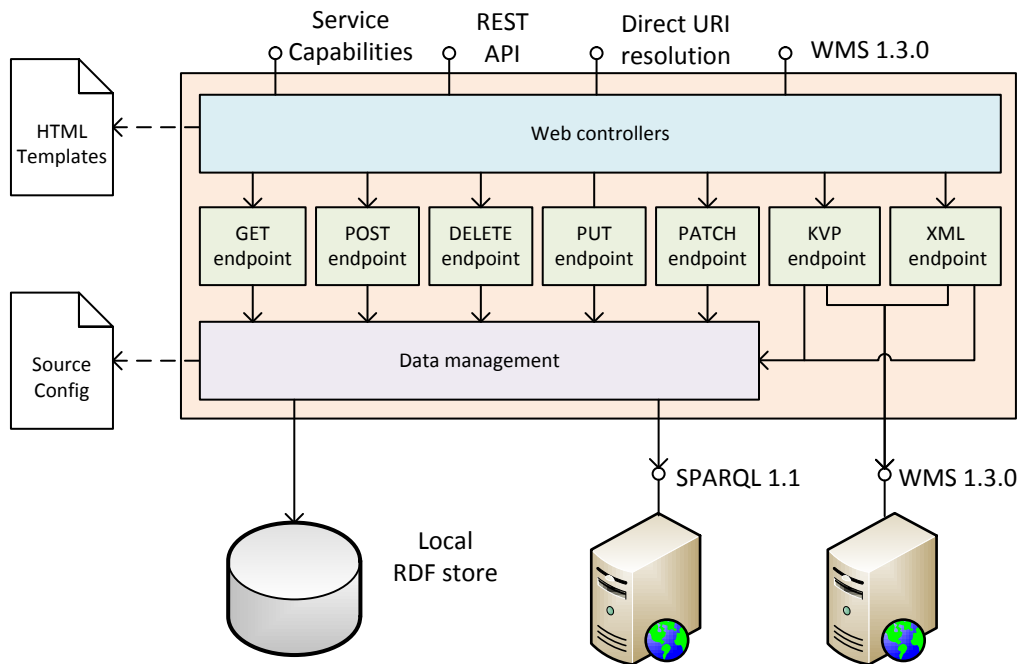 Service
Capabilities
REST
API
Direct URI
resolution
WMS 1.3.0
HTML
Templates
Web controllers
GET
endpoint
POST
endpoint
DELETE
endpoint
PUT
endpoint
PATCH
endpoint
KVP
endpoint
XML
endpoint
Source
Config
Data management
SPARQL 1.1
WMS 1.3.0
Local
RDF store